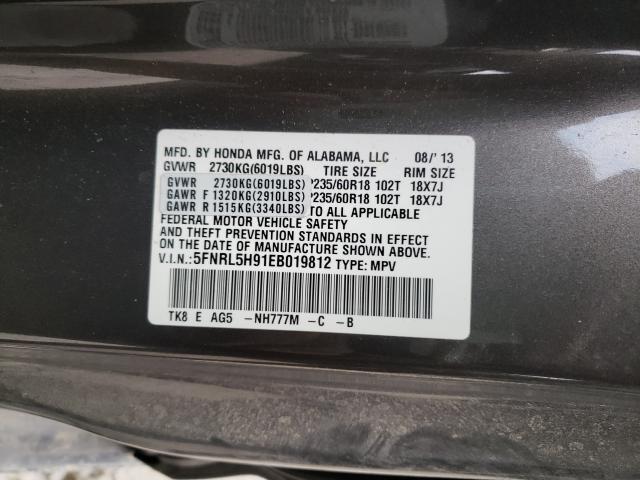 MFD. BY HONDA MFG. OF ALABAMA, LLC 08/' 13
GVWR 2730KG(6019LBS) TIRE SIZE RIM SIZE
GVWR 2730KG(6019LBS) P235/60R18 102T 18X7J
GAWR F 1320KG(2910LBS) P235/60R18 102T 18X7J
GAWR R 1515KG(3340LBS) TO ALL APPLICABLE
FEDERAL MOTOR VEHICLE SAFETY
AND THEFT PREVENTION STANDARDS IN EFFECT
ON THE DATE OF MANUFACTURE SHOWN ABOVE.
V.I.N.:5FNRL5H91EB019812 TYPE: MPV
TK8 E AG5 -NH777M -C -B